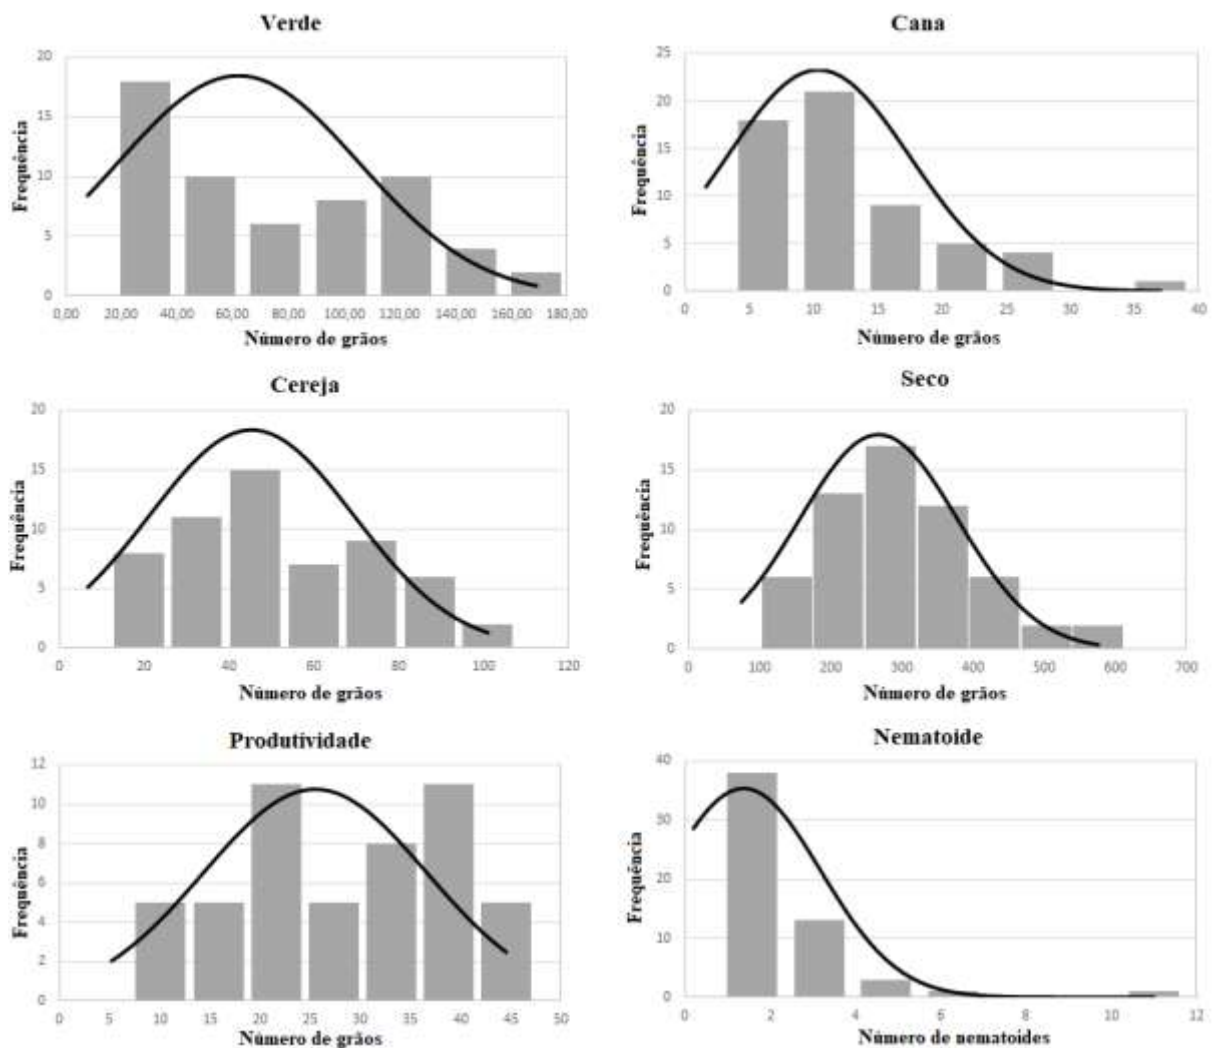 Verde
Frequência
20
15
10
5
0
0,00 20,00 40,00 60,00 80,00 100,00 120,00 140,00 160,00 180,00
Número de grãos
Cana
Frequência
25
20
15
10
5
0
0 5 10 15 20 25 30 35 40
Número de grãos
Cereja
Frequência
20
15
10
5
0
0 20 40 60 80 100 120
Número de grãos
Seco
Frequência
20
15
10
5
0
0 100 200 300 400 500 600 700
Número de grãos
Produtividade
Frequência
12
10
8
6
4
2
0
0 5 10 15 20 25 30 35 40 45 50
Número de grãos
Nematoide
Frequência
40
30
20
10
0
0 2 4 6 8 10 12
Número de nematoides